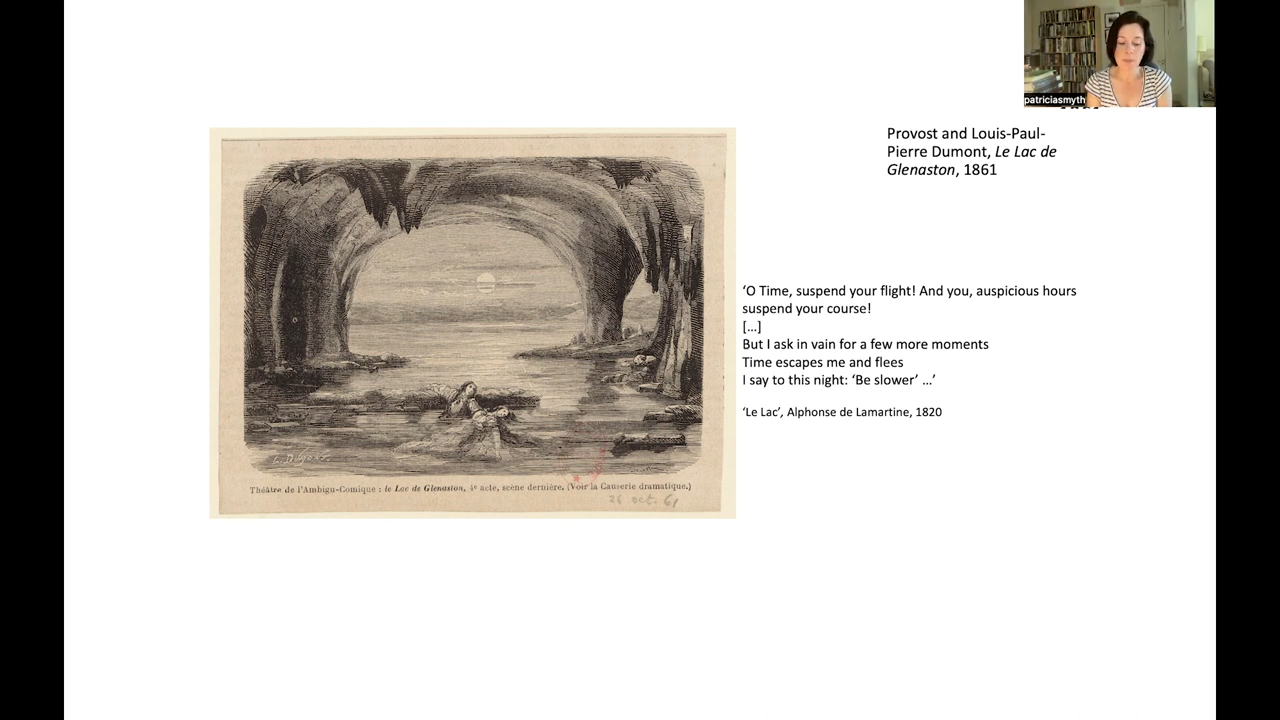 patriciasmyth
Provost and Louis-Paul-
Pierre Dumont, Le Lac de
Glenaston, 1861
‘O Time, suspend your flight! And you, auspicious hours
suspend your course!
[…]
But I ask in vain for a few more moments
Time escapes me and flees
I say to this night: ‘Be slower’ …’
‘Le Lac’, Alphonse de Lamartine, 1820
Théâtre de l'Ambigu-Comique : le Lac de Glenaston, 4e acte, scène dernière. (Voir la Causerie dramatique.)
26 oct. 61